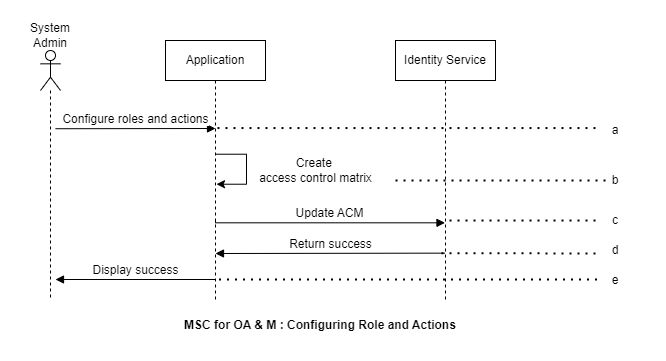 System
Admin
Application
Identity Service
Configure roles and actions
a
Create
access control matrix
b
Update ACM
c
Return success
d
Display success
e
MSC for OA & M : Configuring Role and Actions